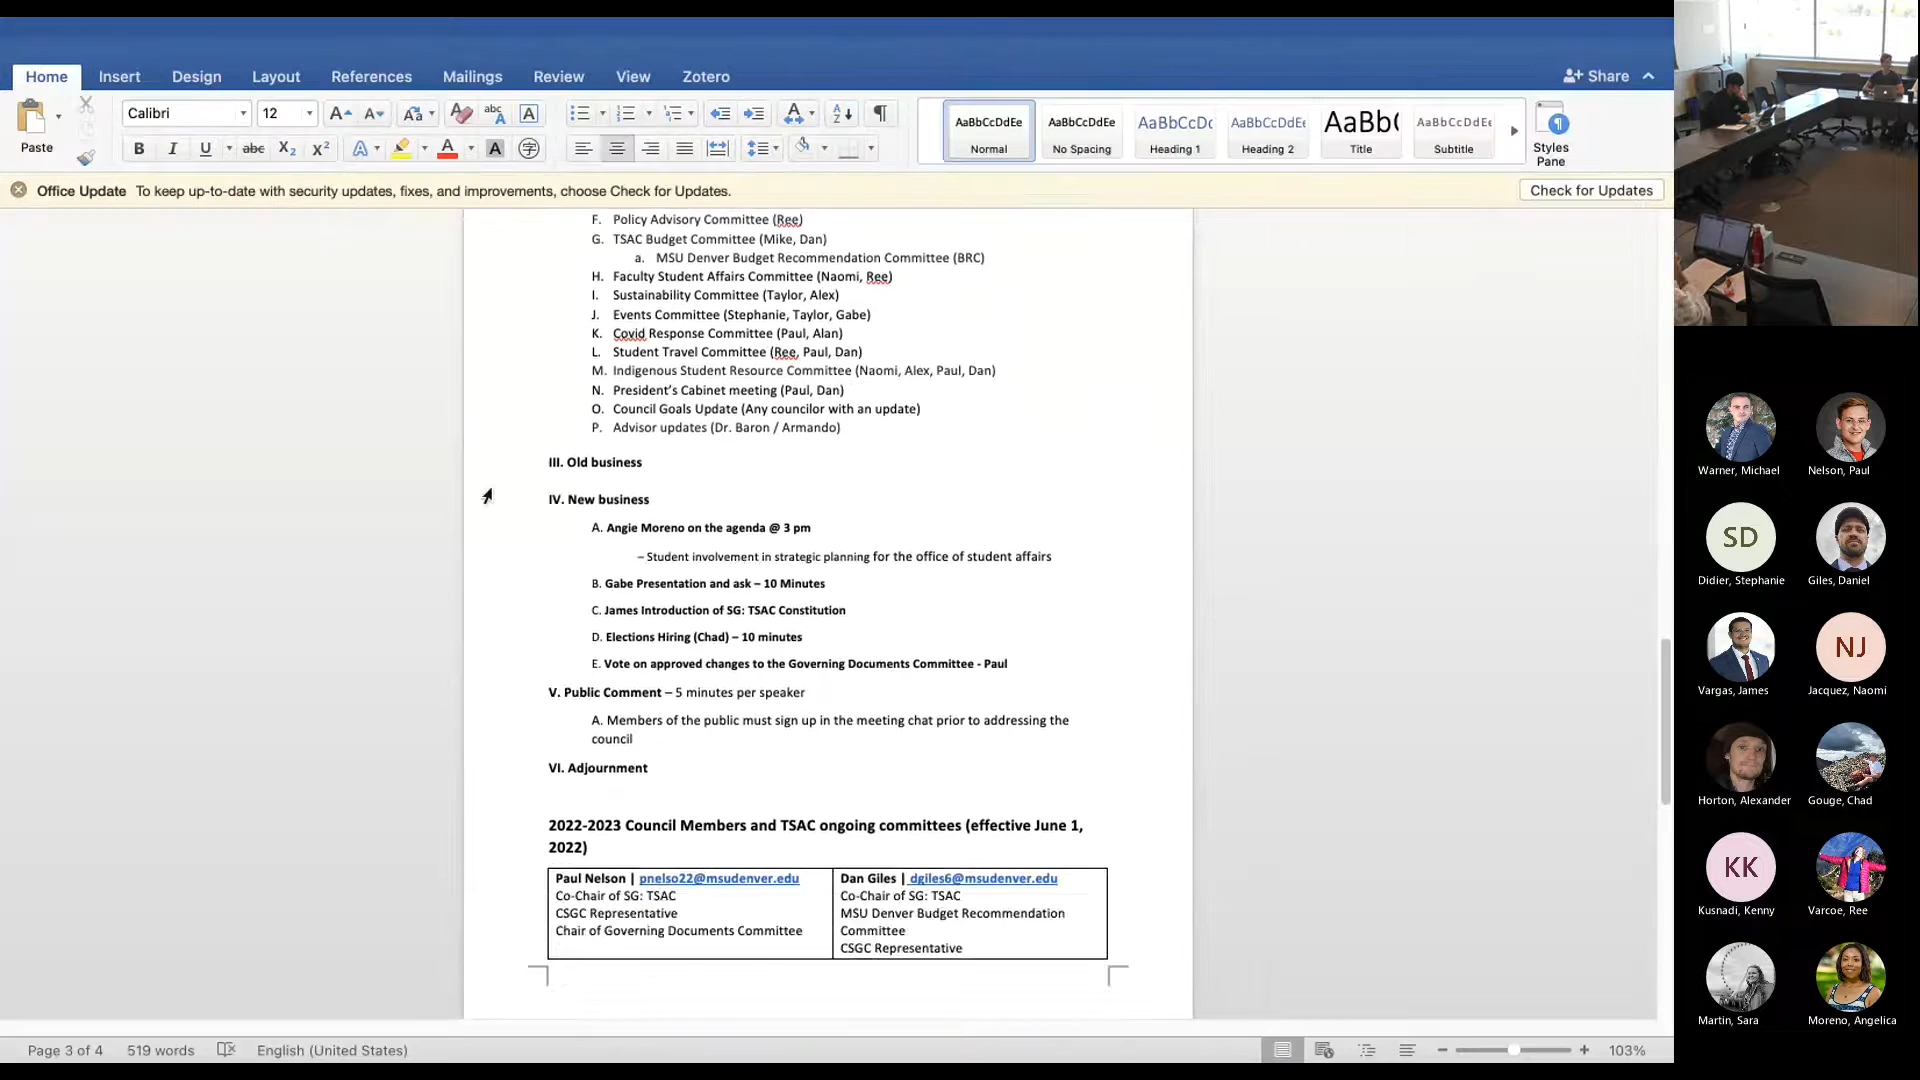 Home Insert Design Layout References Mailings Review View Zotero Share
Calibri 12
AaBbCcDdEe AaBbCcDdEe AaBbCcDc AaBbCcDdEe AaBb( AaBbCcDdEe
Paste Normal No Spacing Heading 1 Heading 2 Title Subtitle Styles Pane
Office Update To keep up-to-date with security updates, fixes, and improvements, choose Check for Updates. Check for Updates
F. Policy Advisory Committee (Ree)
G. TSAC Budget Committee (Mike, Dan)
a. MSU Denver Budget Recommendation Committee (BRC)
H. Faculty Student Affairs Committee (Naomi, Ree)
I. Sustainability Committee (Taylor, Alex)
J. Events Committee (Stephanie, Taylor, Gabe)
K. Covid Response Committee (Paul, Alan)
L. Student Travel Committee (Ree, Paul, Dan)
M. Indigenous Student Resource Committee (Naomi, Alex, Paul, Dan)
N. President’s Cabinet meeting (Paul, Dan)
O. Council Goals Update (Any councilor with an update)
P. Advisor updates (Dr. Baron / Armando)
III. Old business
IV. New business
A. Angie Moreno on the agenda @ 3 pm
– Student involvement in strategic planning for the office of student affairs
B. Gabe Presentation and ask – 10 Minutes
C. James Introduction of SG: TSAC Constitution
D. Elections Hiring (Chad) – 10 minutes
E. Vote on approved changes to the Governing Documents Committee - Paul
V. Public Comment – 5 minutes per speaker
A. Members of the public must sign up in the meeting chat prior to addressing the
council
VI. Adjournment
2022-2023 Council Members and TSAC ongoing committees (effective June 1,
2022)
Paul Nelson | pnelso22@msudenver.edu
Co-Chair of SG: TSAC
CSGC Representative
Chair of Governing Documents Committee
Dan Giles | dgiles6@msudenver.edu
Co-Chair of SG: TSAC
MSU Denver Budget Recommendation
Committee
CSGC Representative
Page 3 of 4 519 words English (United States) 103%
Warner, Michael Nelson, Paul
SD
Didier, Stephanie Giles, Daniel
NJ
Vargas, James Jacquez, Naomi
Horton, Alexander Gouge, Chad
KK
Kusnadi, Kenny Varcoe, Ree
Martin, Sara Moreno, Angelica